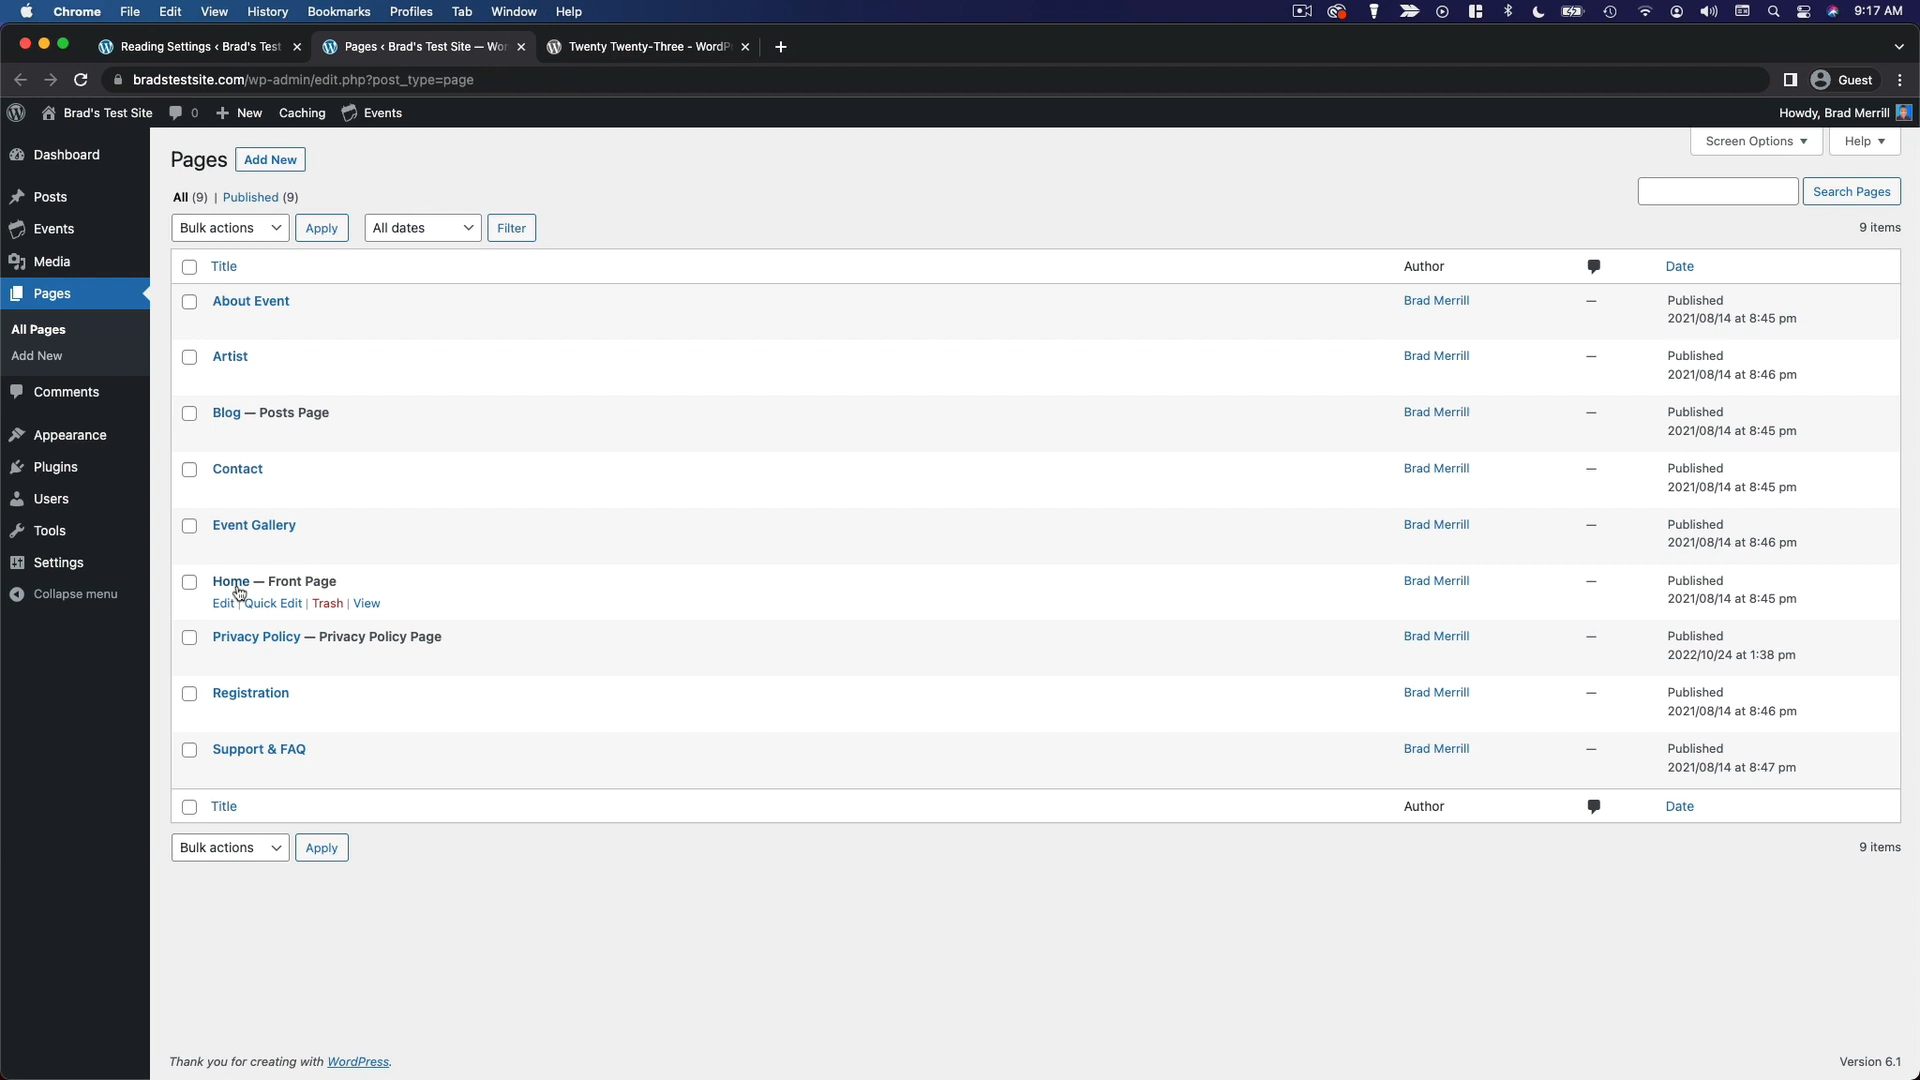 Chrome File Edit View History Bookmarks Profiles Tab Window Help 9:17 AM
Reading Settings ‹ Brad's Test Pages ‹ Brad's Test Site — Wor Twenty Twenty-Three - WordP
bradstestsite.com/wp-admin/edit.php?post_type=page Guest
Brad's Test Site 0 New Caching Events Howdy, Brad Merrill
Dashboard
Posts
Events
Media
Pages
All Pages
Add New
Comments
Appearance
Plugins
Users
Tools
Settings
Collapse menu
Screen Options Help
Pages Add New
All (9) | Published (9)
Search Pages
Bulk actions Apply All dates Filter 9 items
Title Author Date
About Event Brad Merrill — Published
2021/08/14 at 8:45 pm
Artist Brad Merrill — Published
2021/08/14 at 8:46 pm
Blog — Posts Page Brad Merrill — Published
2021/08/14 at 8:45 pm
Contact Brad Merrill — Published
2021/08/14 at 8:45 pm
Event Gallery Brad Merrill — Published
2021/08/14 at 8:46 pm
Home — Front Page Brad Merrill — Published
Edit | Quick Edit | Trash | View 2021/08/14 at 8:45 pm
Privacy Policy — Privacy Policy Page Brad Merrill — Published
2022/10/24 at 1:38 pm
Registration Brad Merrill — Published
2021/08/14 at 8:46 pm
Support & FAQ Brad Merrill — Published
2021/08/14 at 8:47 pm
Title Author Date
Bulk actions Apply 9 items
Thank you for creating with WordPress. Version 6.1